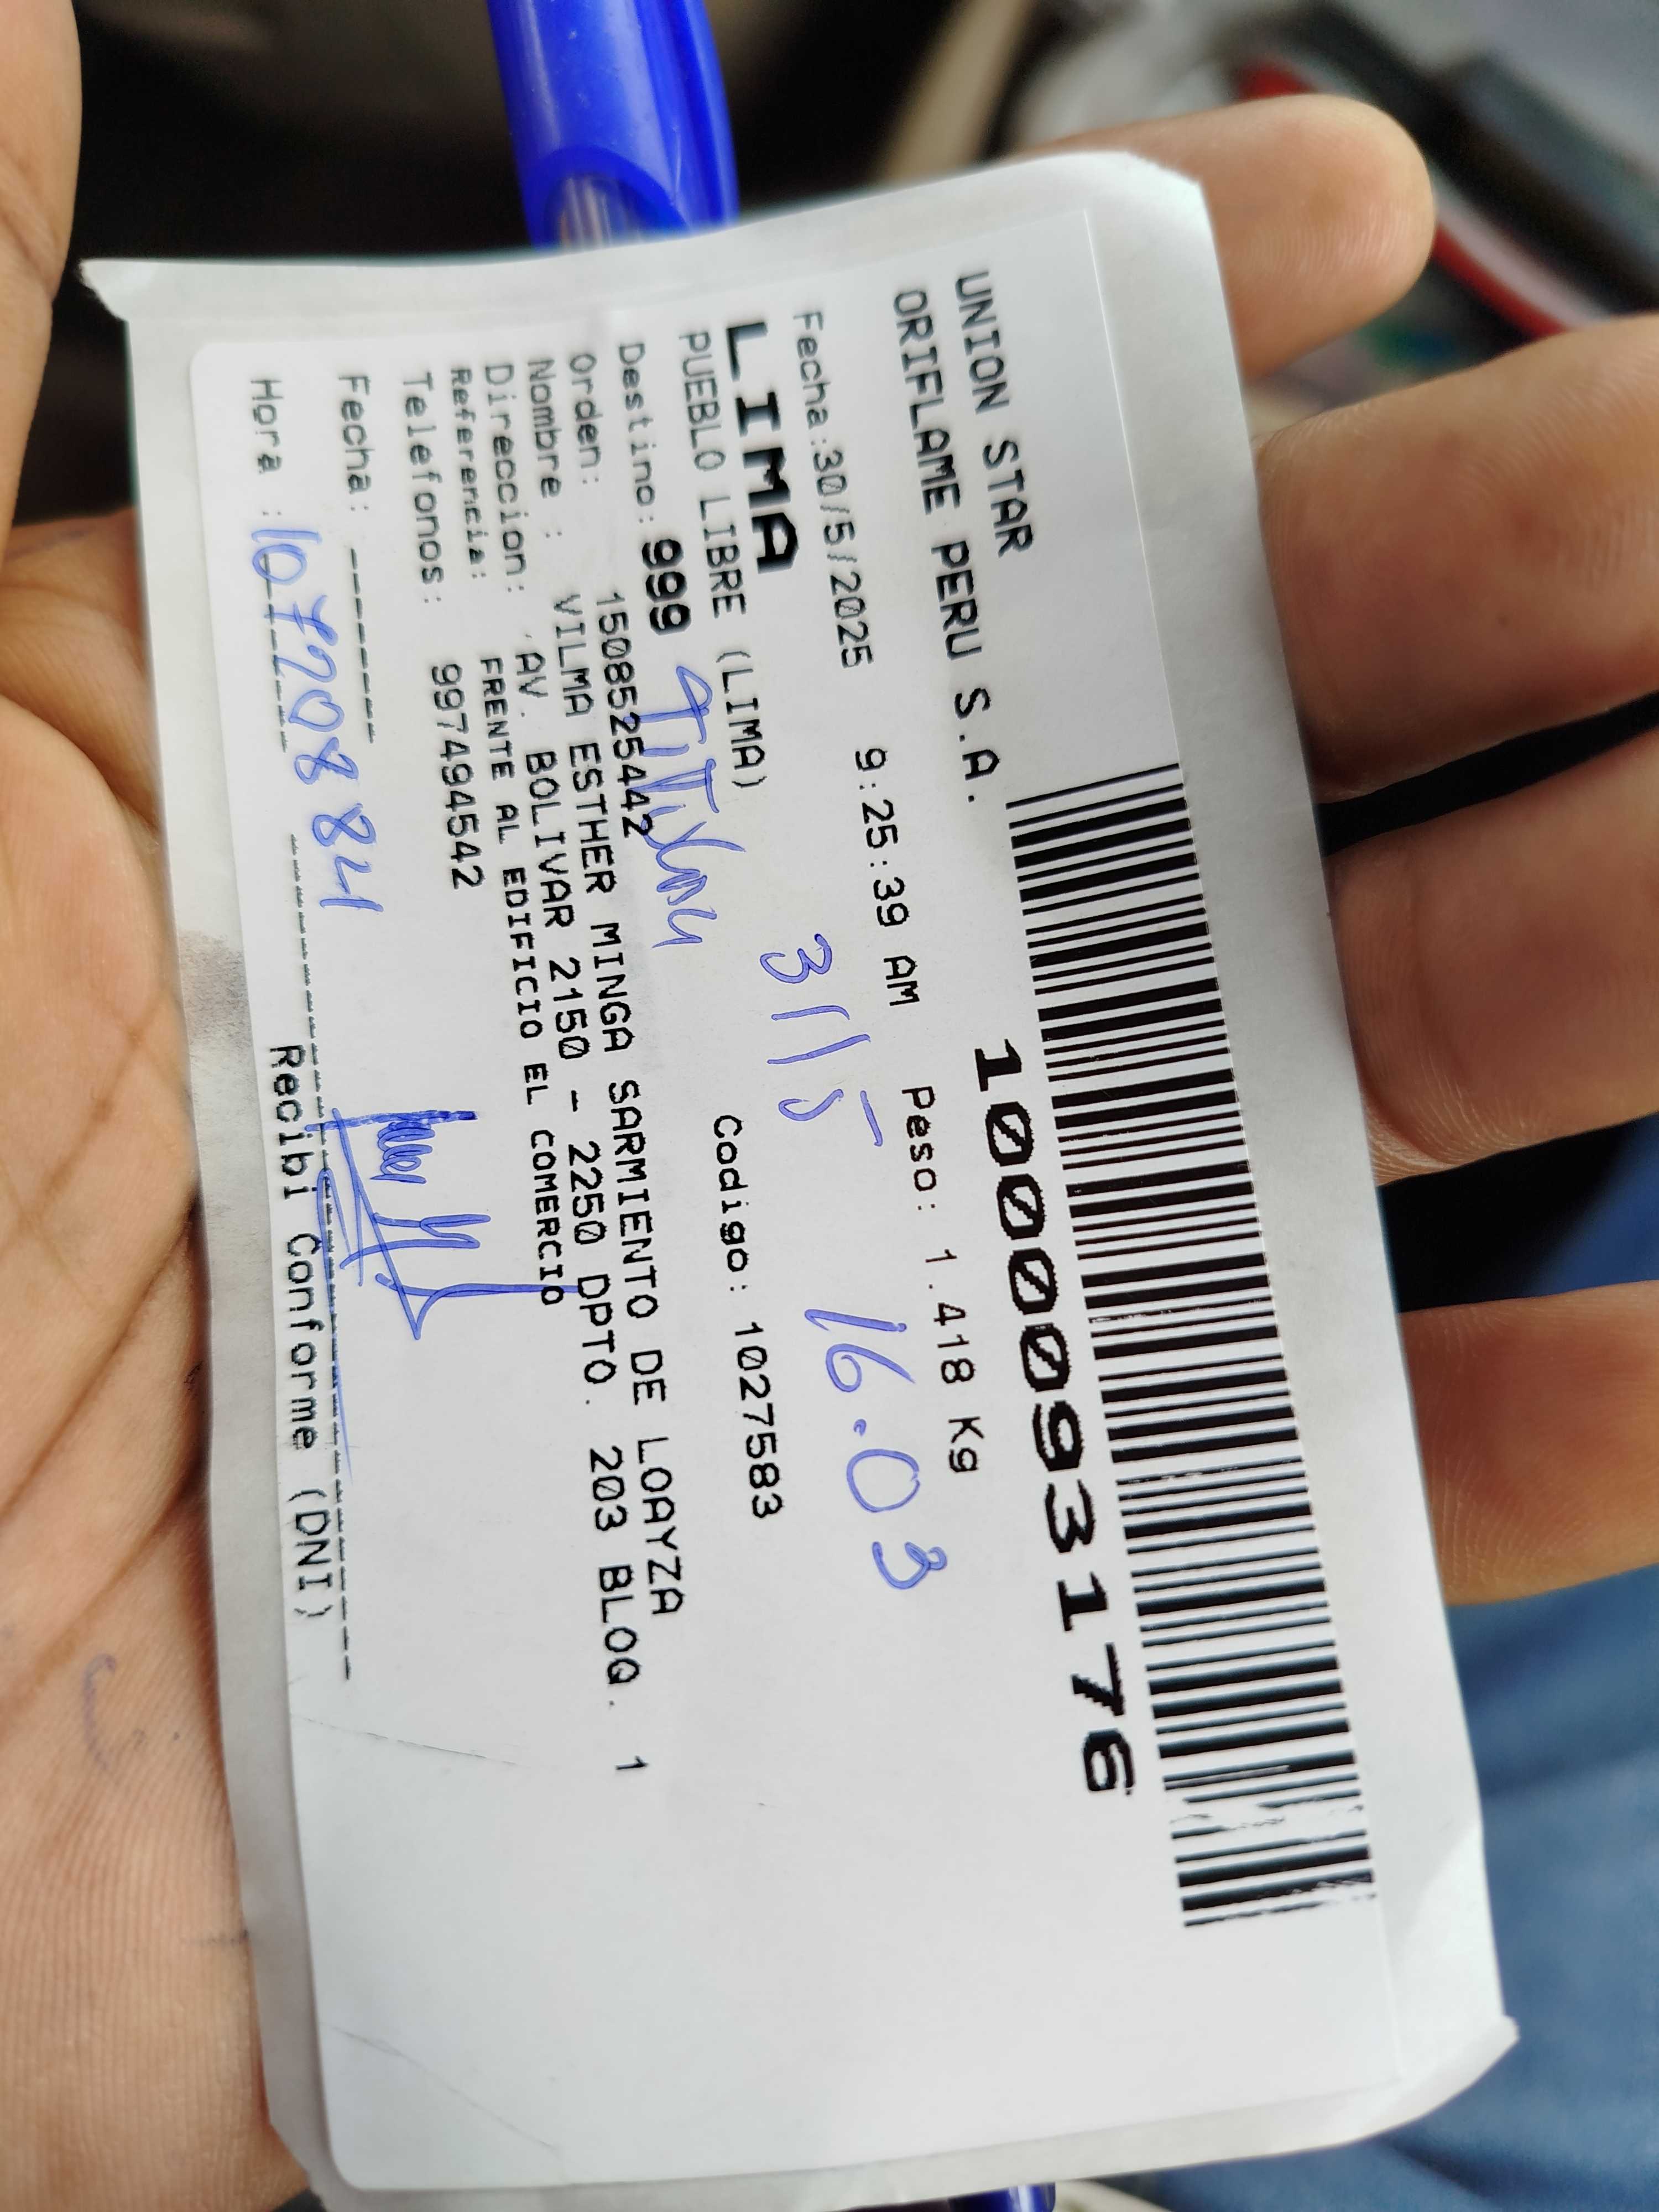 UNION STAR
ORIFLAME PERU S.A.
1000093176
Fecha:30/5/2025 9:25:39 AM Peso: 1.418 Kg
31/5 16.03
LIMA
PUEBLO LIBRE (LIMA)
Destino: 999 Titular Codigo: 1027583
Orden: 1508525442
Nombre : VILMA ESTHER MINGA SARMIENTO DE LOAYZA
Direccion: AV. BOLIVAR 2150 - 2250 DPTO. 203 BLOQ. 1
Referencia: FRENTE AL EDIFICIO EL COMERCIO
Telefonos: 997494542
Fecha:
Hora : 10720884
Recibi Conforme (DNI)